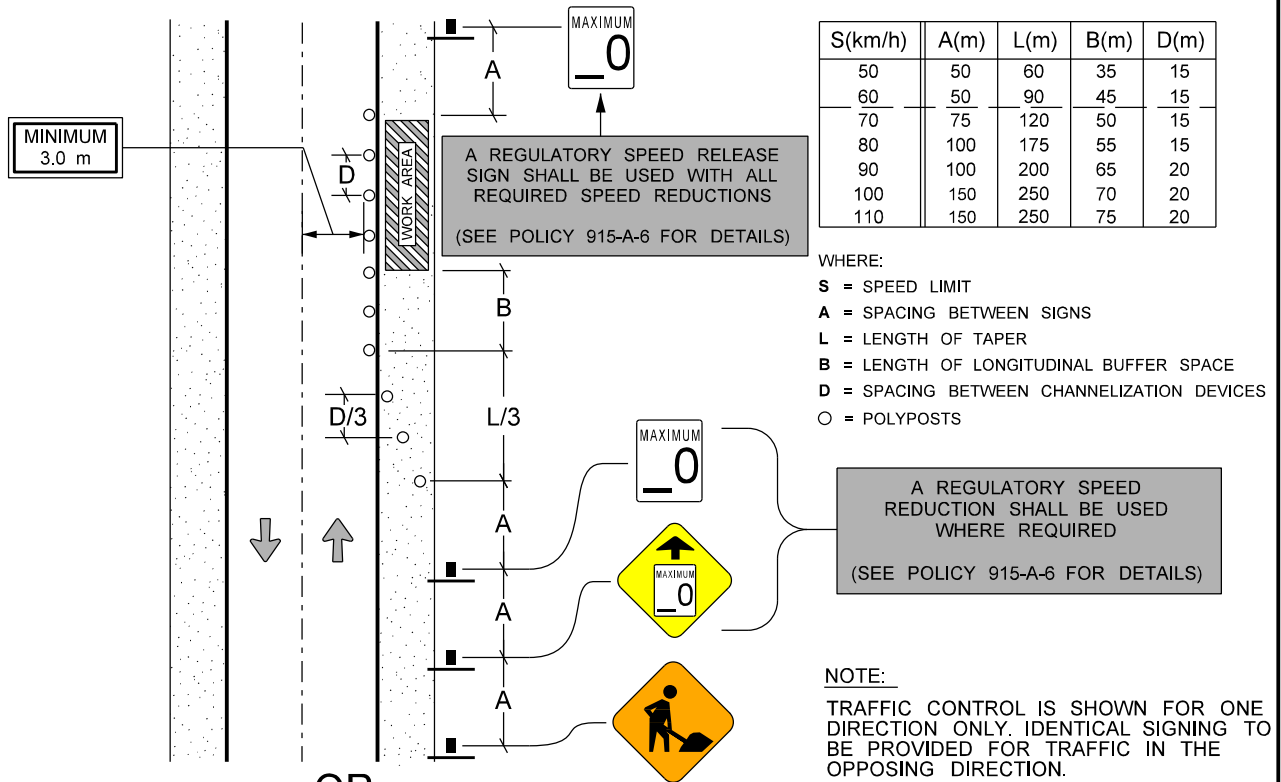 MAXIMUM
_0
A
MINIMUM
3.0 m
D
WORK AREA
A REGULATORY SPEED RELEASE
SIGN SHALL BE USED WITH ALL
REQUIRED SPEED REDUCTIONS
(SEE POLICY 915-A-6 FOR DETAILS)
B
D/3
L/3
A
A
A
MAXIMUM
_0
MAXIMUM
_0
S(km/h) A(m) L(m) B(m) D(m)
50 50 60 35 15
60 50 90 45 15
70 75 120 50 15
80 100 175 55 15
90 100 200 65 20
100 150 250 70 20
110 150 250 75 20
WHERE:
S = SPEED LIMIT
A = SPACING BETWEEN SIGNS
L = LENGTH OF TAPER
B = LENGTH OF LONGITUDINAL BUFFER SPACE
D = SPACING BETWEEN CHANNELIZATION DEVICES
○ = POLYPOSTS
A REGULATORY SPEED
REDUCTION SHALL BE USED
WHERE REQUIRED
(SEE POLICY 915-A-6 FOR DETAILS)
NOTE:
TRAFFIC CONTROL IS SHOWN FOR ONE
DIRECTION ONLY. IDENTICAL SIGNING TO
BE PROVIDED FOR TRAFFIC IN THE
OPPOSING DIRECTION.